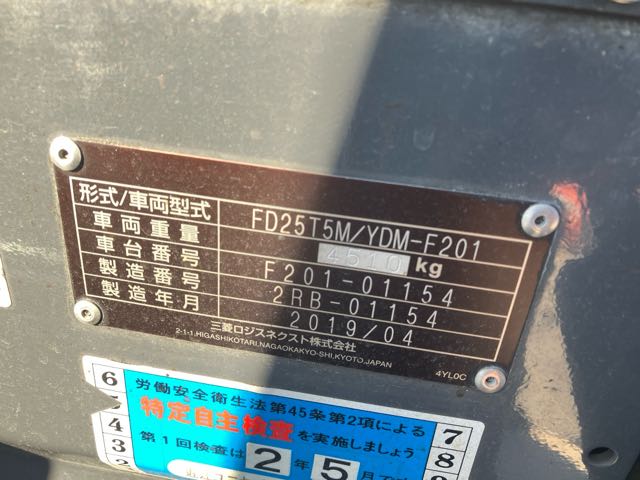 形式/車両型式 FD25T5M/YDM-F201
車両重量 4510 kg
車台番号 F201-01154
製造番号 2RB-01154
製造年月 2019/04
三菱ロジスネクスト株式会社
2-1-1,HIGASHIKOTARI,NAGAOKAKYO-SHI,KYOTO,JAPAN
4YL0C
労働安全衛生法第45条第2項による
特定自主検査を実施しましょう
第1回検査は 2年5月です
6
5
4
3
2
7
8
9